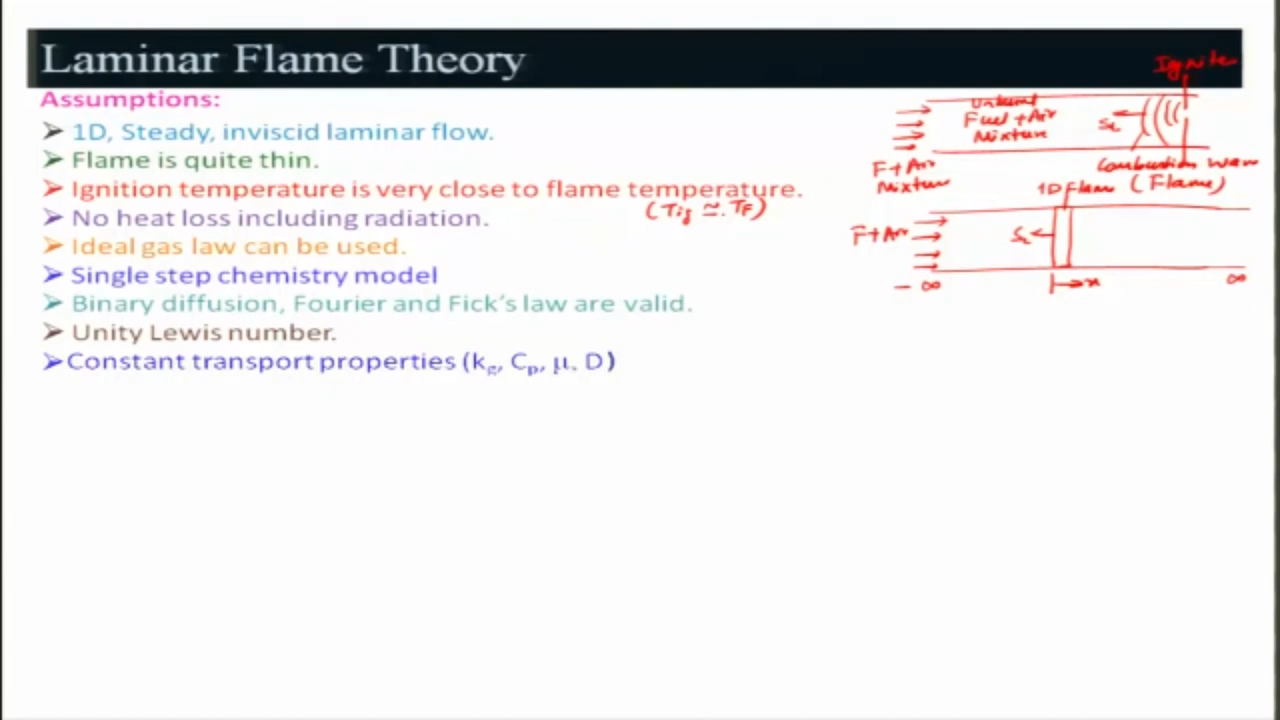 Laminar Flame Theory
Assumptions:
➢ 1D, Steady, inviscid laminar flow.
➢ Flame is quite thin.
➢ Ignition temperature is very close to flame temperature.
(Tig ≅ TF)
➢ No heat loss including radiation.
➢ Ideal gas law can be used.
➢ Single step chemistry model
➢ Binary diffusion, Fourier and Fick's law are valid.
➢ Unity Lewis number.
➢ Constant transport properties (kg, Cp, μ, D)
Igniter
Fuel + Air
Mixture
SL
F + Air
Mixture
Combustion wave
(Flame)
1D Flame
F + Air
SL
- ∞
x
∞